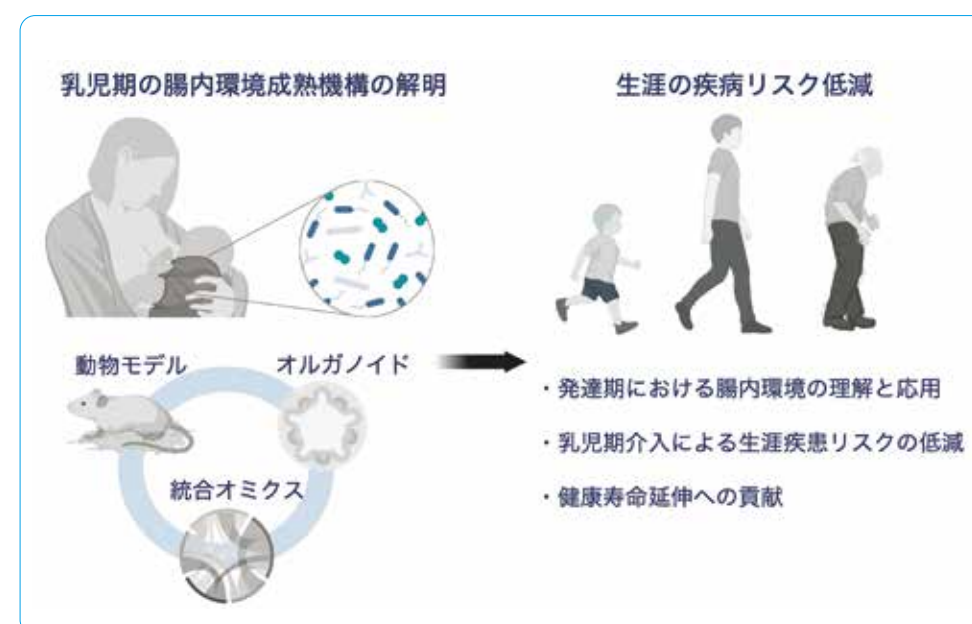 乳児期の腸内環境成熟機構の解明
動物モデル
オルガノイド
統合オミクス
生涯の疾病リスク低減
・発達期における腸内環境の理解と応用
・乳児期介入による生涯疾患リスクの低減
・健康寿命延伸への貢献